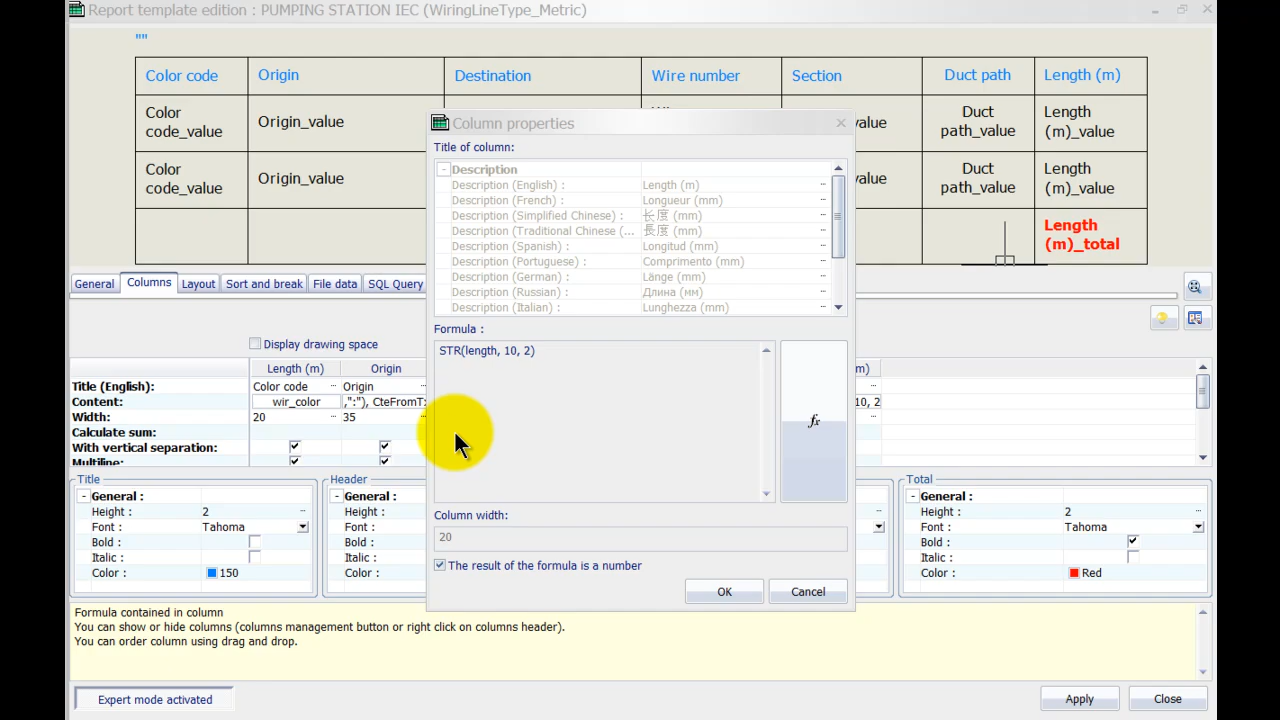 Report template edition : PUMPING STATION IEC (WiringLineType_Metric)
""
Color code Origin Destination Wire number Section Duct path Length (m)
Color code_value Origin_value value Duct path_value Length (m)_value
Color code_value Origin_value value Duct path_value Length (m)_value
Length (m)_total
Column properties
Title of column:
Description
Description (English) : Length (m)
Description (French) : Longueur (mm)
Description (Simplified Chinese) : 长度 (mm)
Description (Traditional Chinese (... 長度 (mm)
Description (Spanish) : Longitud (mm)
Description (Portuguese) : Comprimento (mm)
Description (German) : Länge (mm)
Description (Russian) : Длина (мм)
Description (Italian) : Lunghezza (mm)
Formula :
STR(length, 10, 2)
fx
Column width:
20
The result of the formula is a number
OK Cancel
General Columns Layout Sort and break File data SQL Query
Display drawing space
Length (m) Origin m)
Title (English): Color code Origin
Content: wir_color ,":"), CteFromT: 10, 2
Width: 20 35
Calculate sum:
With vertical separation:
Multiline:
Title Header Total
General : General : General :
Height : 2 Height : Height : 2
Font : Tahoma Font : Font : Tahoma
Bold : Bold : Bold :
Italic : Italic : Italic :
Color : 150 Color : Color : Red
Formula contained in column
You can show or hide columns (columns management button or right click on columns header).
You can order column using drag and drop.
Expert mode activated Apply Close